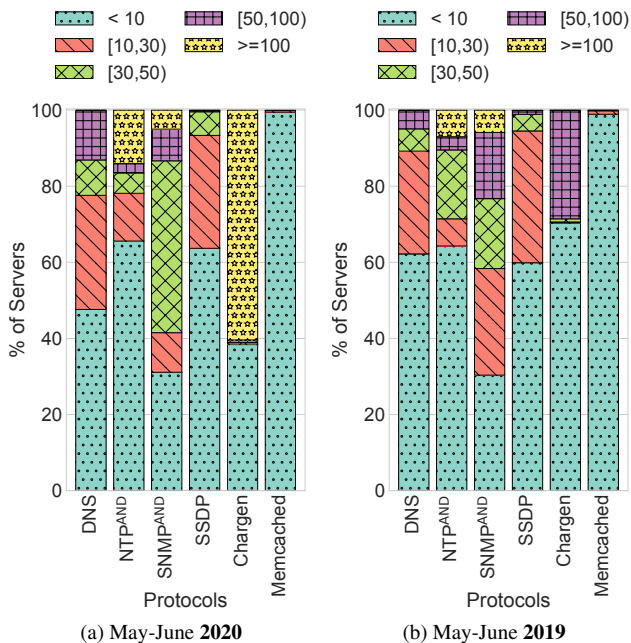 < 10
[50,100)
[10,30)
>=100
[30,50)
100
80
60
40
20
0
% of Servers
DNS
NTPAND
SNMPAND
SSDP
Chargen
Memcached
Protocols
(a) May-June 2020
< 10
[50,100)
[10,30)
>=100
[30,50)
100
80
60
40
20
0
% of Servers
DNS
NTPAND
SNMPAND
SSDP
Chargen
Memcached
Protocols
(b) May-June 2019